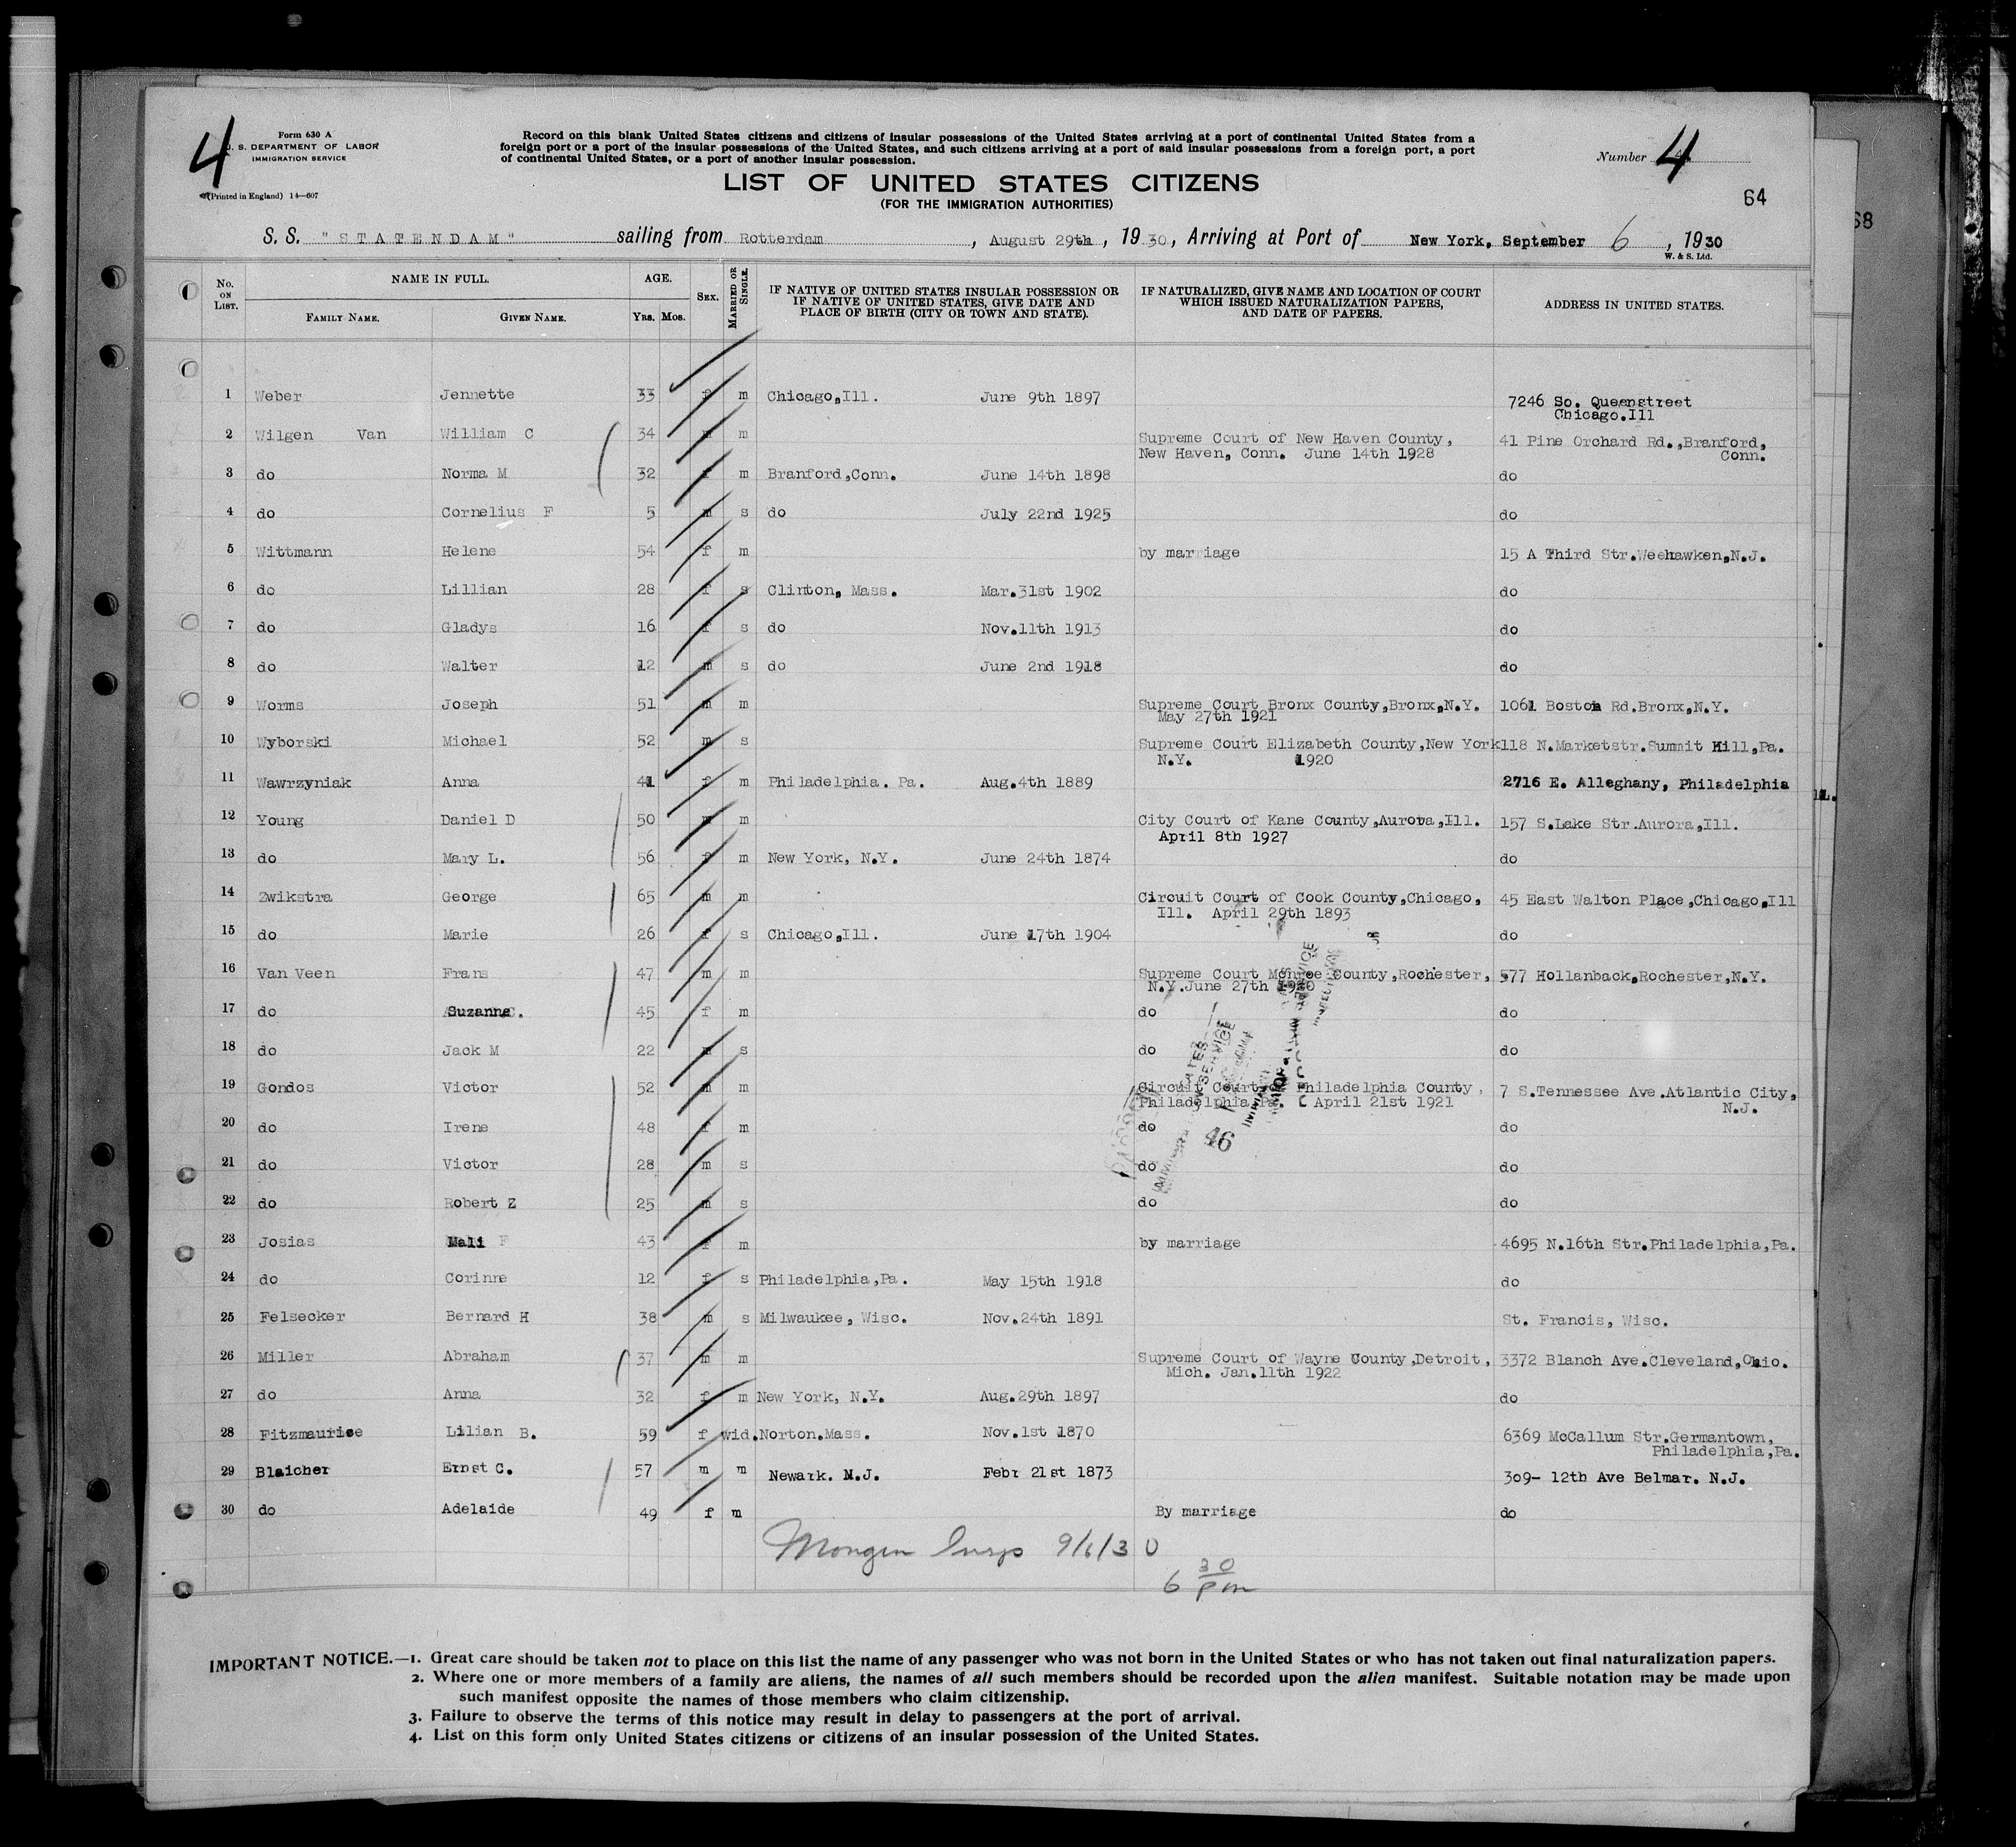 4
Form 630 A
U. S. DEPARTMENT OF LABOR
IMMIGRATION SERVICE
(Printed in England) 14—607
Record on this blank United States citizens and citizens of insular possessions of the United States arriving at a port of continental United States from a
foreign port or a port of the insular possessions of the United States, and such citizens arriving at a port of said insular possessions from a foreign port, a port
of continental United States, or a port of another insular possession.
Number 4
LIST OF UNITED STATES CITIZENS
(FOR THE IMMIGRATION AUTHORITIES)
64
68
S. S. "STATENDAM" sailing from Rotterdam, August 29th, 1930, Arriving at Port of New York. September 6, 1930
W. & S. Ltd.
No. ON LIST. NAME IN FULL. FAMILY NAME. GIVEN NAME. AGE. YRS. MOS. SEX. MARRIED OR SINGLE. IF NATIVE OF UNITED STATES INSULAR POSSESSION OR IF NATIVE OF UNITED STATES, GIVE DATE AND PLACE OF BIRTH (CITY OR TOWN AND STATE). IF NATURALIZED, GIVE NAME AND LOCATION OF COURT WHICH ISSUED NATURALIZATION PAPERS, AND DATE OF PAPERS. ADDRESS IN UNITED STATES.
1 Weber Jennette 33 f m Chicago,Ill. June 9th 1897 7246 So. Queenstreet
Chicago.Ill
2 Wilgen Van William C 34 m m Supreme Court of New Haven County, 41 Pine Orchard Rd.,Branford,
New Haven, Conn. June 14th 1928 Conn.
3 do Norma M 32 f m Branford,Conn. June 14th 1898 do
4 do Cornelius F 5 m s do July 22nd 1925 do
5 Wittmann Helene 54 f m by marriage 15 A Third Str.Weehawken,N.J.
6 do Lillian 28 f s Clinton, Mass. Mar.31st 1902 do
7 do Gladys 16 f s do Nov.11th 1913 do
8 do Walter 12 m s do June 2nd 1918 do
9 Worms Joseph 51 m m Supreme Court Bronx County,Bronx,N.Y. 1061 Boston Rd.Bronx,N.Y.
May 27th 1921
10 Wyborski Michael 52 m s Supreme Court Elizabeth County,New York 118 N.Marketstr.Summit Hill,Pa.
N.Y. 1920
11 Wawrzyniak Anna 41 f m Philadelphia. Pa. Aug.4th 1889 2716 E. Alleghany, Philadelphia
12 Young Daniel D 50 m m City Court of Kane County,Aurora,Ill. 157 S.Lake Str.Aurora,Ill.
April 8th 1927
13 do Mary L. 56 f m New York, N.Y. June 24th 1874 do
14 Zwikstra George 65 m m Circuit Court of Cook County,Chicago, 45 East Walton Place,Chicago,Ill
Ill. April 29th 1893
15 do Marie 26 f s Chicago,Ill. June 17th 1904 do
16 Van Veen Frans 47 m m Supreme Court Monroe County,Rochester, 577 Hollanback,Rochester,N.Y.
N.Y.June 27th
17 do Suzanne. 45 f m do do
18 do Jack M 22 m s do do
19 Gondos Victor 52 m m Circuit Court of Philadelphia County, 7 S.Tennessee Ave.Atlantic City,
Philadelphia,Pa. April 21st 1921 N.J.
20 do Irene 48 f m do do
46
21 do Victor 28 m s do do
22 do Robert Z 25 m s do do
23 Josias Mali F 43 f m by marriage 4695 N.16th Str.Philadelphia,Pa.
24 do Corinne 12 f s Philadelphia,Pa. May 15th 1918 do
25 Felsecker Bernard H 38 m s Milwaukee, Wisc. Nov.24th 1891 St. Francis, Wisc.
26 Miller Abraham 37 m m Supreme Court of Wayne County,Detroit, 3372 Blanch Ave.Cleveland,Ohio.
Mich. Jan.11th 1922
27 do Anna 32 f m New York, N.Y. Aug.29th 1897 do
28 Fitzmaurice Lilian B. 59 f wid. Norton.Mass. Nov.1st 1870 6369 McCallum Str.Germantown,
Philadelphia,Pa.
29 Blaicher Ernst C. 57 m m Newark. N.J. Febr 21st 1873 309- 12th Ave Belmar. N.J.
30 do Adelaide 49 f m By marriage do
Mongin Insp 9/6/30
6 30 pm
IMPORTANT NOTICE.—1. Great care should be taken not to place on this list the name of any passenger who was not born in the United States or who has not taken out final naturalization papers.
2. Where one or more members of a family are aliens, the names of all such members should be recorded upon the alien manifest. Suitable notation may be made upon
such manifest opposite the names of those members who claim citizenship.
3. Failure to observe the terms of this notice may result in delay to passengers at the port of arrival.
4. List on this form only United States citizens or citizens of an insular possession of the United States.